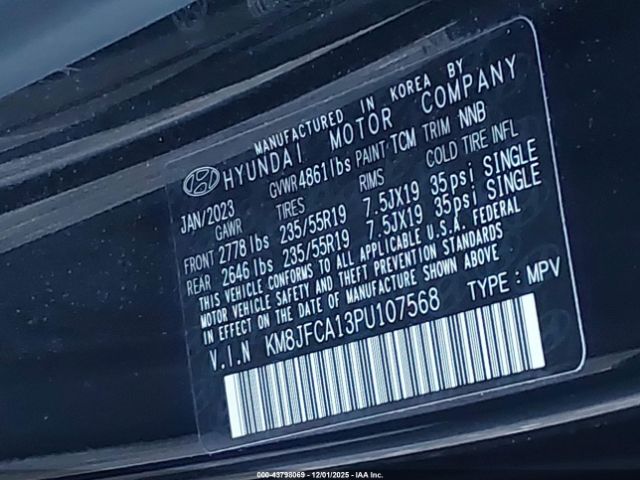 MANUFACTURED IN KOREA BY
HYUNDAI MOTOR COMPANY
JAN/2023 GVWR 4861lbs PAINT TCM TRIM NNB
GAWR TIRES RIMS COLD TIRE INFL
FRONT 2778 lbs 235/55R19 7.5JX19 35psi SINGLE
REAR 2646 lbs 235/55R19 7.5JX19 35psi SINGLE
THIS VEHICLE CONFORMS TO ALL APPLICABLE U.S.A. FEDERAL
MOTOR VEHICLE SAFETY AND THEFT PREVENTION STANDARDS
IN EFFECT ON THE DATE OF MANUFACTURE SHOWN ABOVE
V.I.N KM8JFCA13PU107568 TYPE : MPV
000-43798069 - 12/01/2025 - IAA Inc.